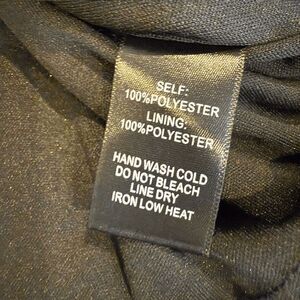 SELF:
100%POLYESTER
LINING:
100%POLYESTER
HAND WASH COLD
DO NOT BLEACH
LINE DRY
IRON LOW HEAT